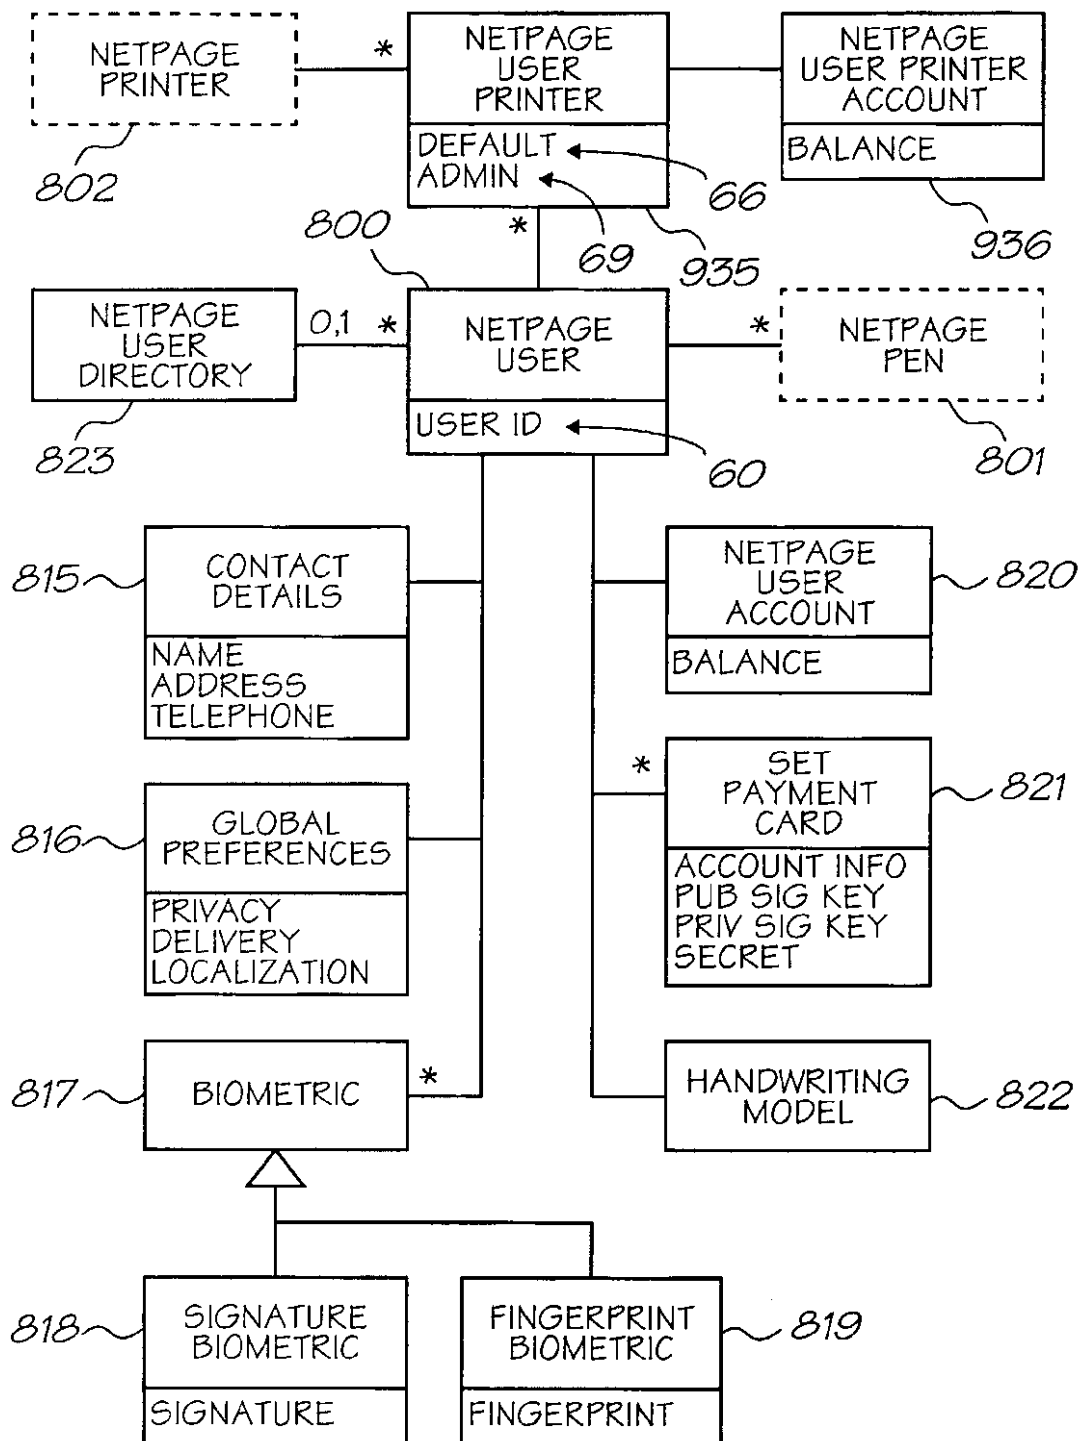 NETPAGE
PRINTER
802
*
NETPAGE
USER
PRINTER
DEFAULT
ADMIN
66
69
935
*
NETPAGE
USER PRINTER
ACCOUNT
BALANCE
936
800
NETPAGE
USER
DIRECTORY
823
0,1 *
NETPAGE
USER
USER ID
60
*
NETPAGE
PEN
801
815
CONTACT
DETAILS
NAME
ADDRESS
TELEPHONE
NETPAGE
USER
ACCOUNT
BALANCE
820
816
GLOBAL
PREFERENCES
PRIVACY
DELIVERY
LOCALIZATION
*
SET
PAYMENT
CARD
ACCOUNT INFO
PUB SIG KEY
PRIV SIG KEY
SECRET
821
817
BIOMETRIC
*
HANDWRITING
MODEL
822
818
SIGNATURE
BIOMETRIC
SIGNATURE
FINGERPRINT
BIOMETRIC
FINGERPRINT
819